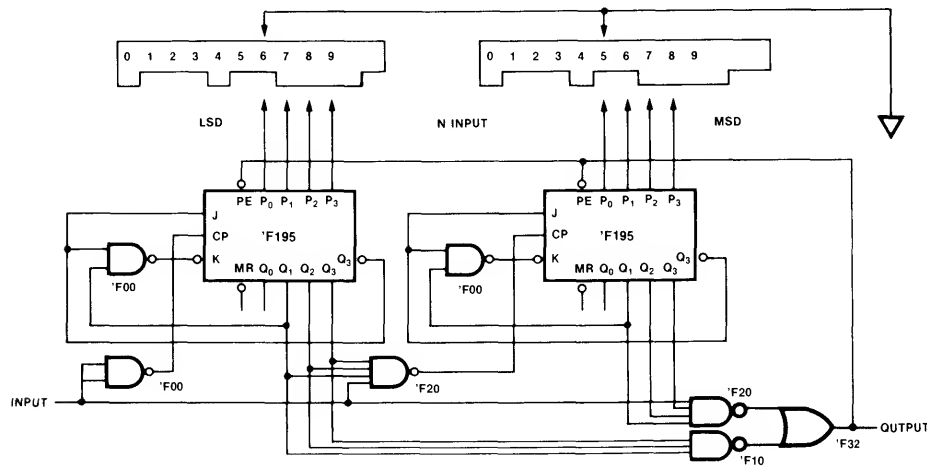 0 1 2 3 4 5 6 7 8 9
0 1 2 3 4 5 6 7 8 9
LSD
N INPUT
MSD
PE P0 P1 P2 P3
PE P0 P1 P2 P3
J
J
CP
'F195
CP
'F195
K
K
Q3
Q3
MR Q0 Q1 Q2 Q3
MR Q0 Q1 Q2 Q3
'F00
'F00
'F00
'F20
INPUT
'F20
OUTPUT
'F32
'F10